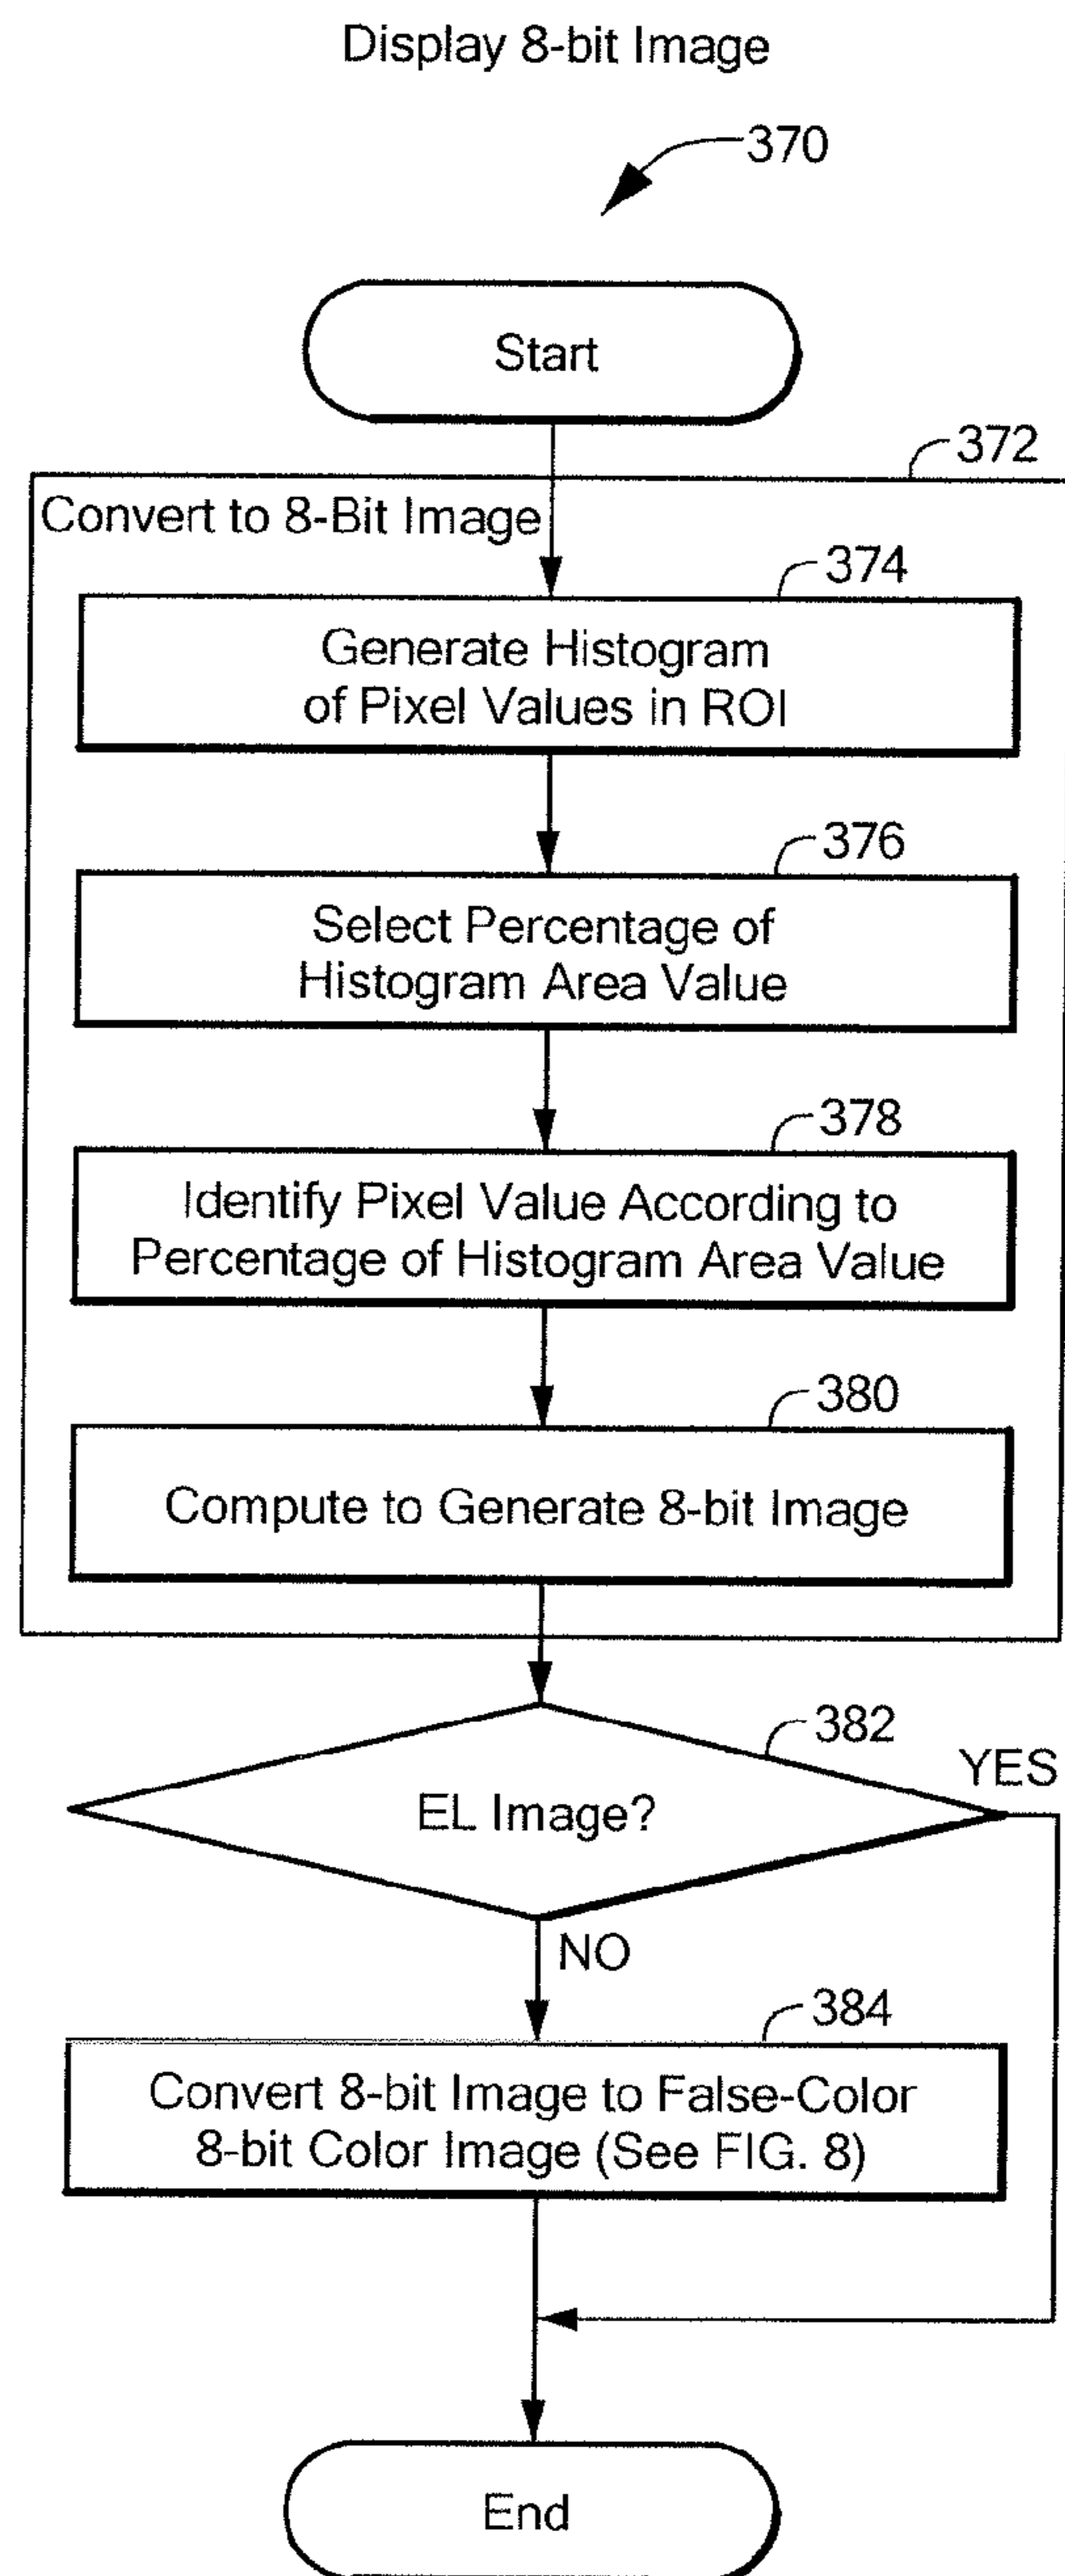 Display 8-bit Image
370
Start
372
Convert to 8-Bit Image
374
Generate Histogram
of Pixel Values in ROI
376
Select Percentage of
Histogram Area Value
378
Identify Pixel Value According to
Percentage of Histogram Area Value
380
Compute to Generate 8-bit Image
382
YES
EL Image?
NO
384
Convert 8-bit Image to False-Color
8-bit Color Image (See FIG. 8)
End